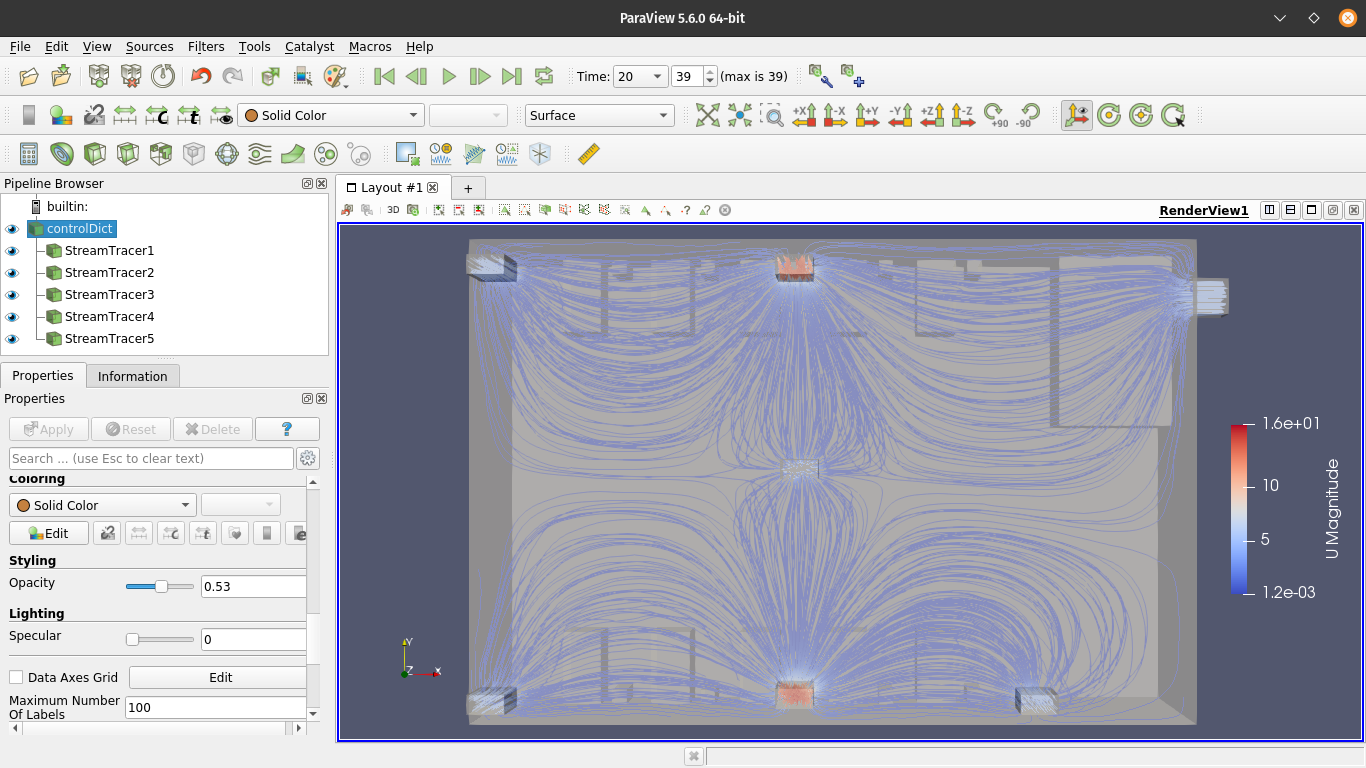 ParaView 5.6.0 64-bit
File Edit View Sources Filters Tools Catalyst Macros Help
Time: 20 39 (max is 39)
Solid Color Surface +X -X +Y -Y +Z -Z +90 -90
Pipeline Browser
builtin:
controlDict
StreamTracer1
StreamTracer2
StreamTracer3
StreamTracer4
StreamTracer5
Properties Information
Properties
Apply Reset Delete ?
Search ... (use Esc to clear text)
Coloring
Solid Color
Edit
Styling
Opacity 0.53
Lighting
Specular 0
Data Axes Grid Edit
Maximum Number
Of Labels 100
Layout #1 +
3D RenderView1
1.6e+01
10
5
1.2e-03
U Magnitude
Y
Z X